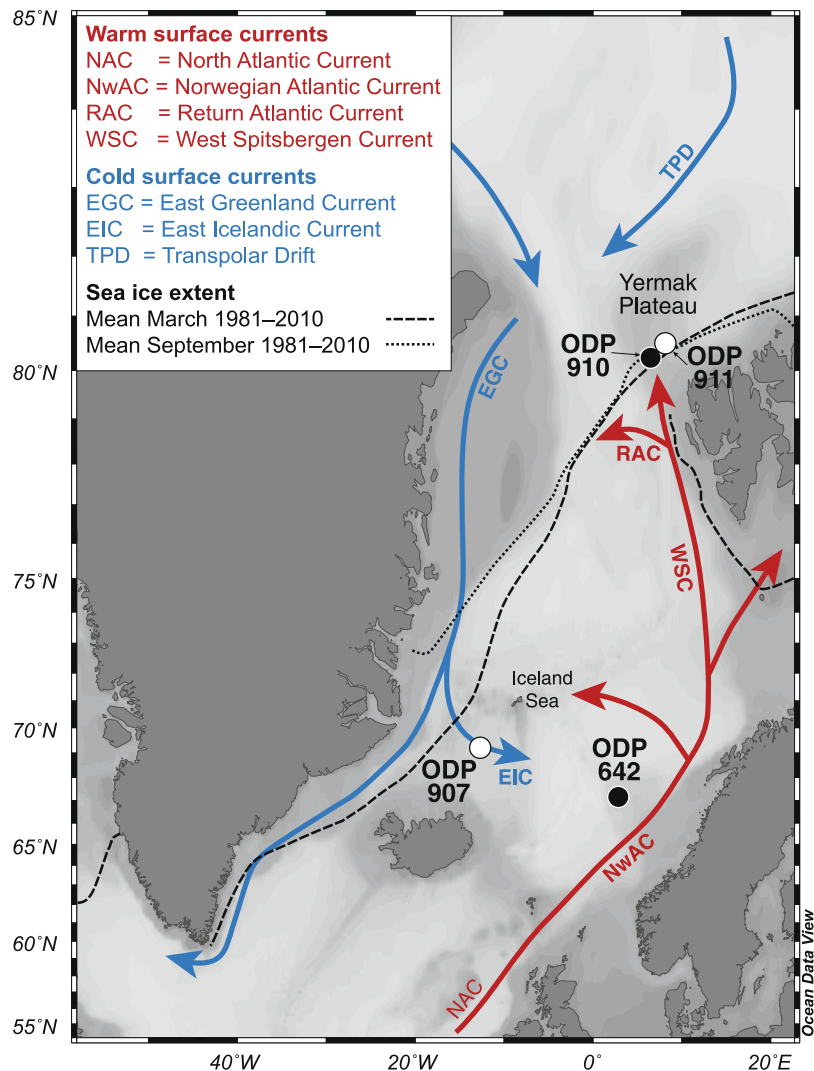 Warm surface currents
NAC = North Atlantic Current
NwAC = Norwegian Atlantic Current
RAC = Return Atlantic Current
WSC = West Spitsbergen Current
Cold surface currents
EGC = East Greenland Current
EIC = East Icelandic Current
TPD = Transpolar Drift
Sea ice extent
Mean March 1981–2010
Mean September 1981–2010
85°N
80°N
75°N
70°N
65°N
60°N
55°N
TPD
Yermak
Plateau
ODP
910
ODP
911
EGC
RAC
WSC
Iceland
Sea
ODP
907
EIC
ODP
642
NwAC
NAC
40°W
20°W
0°
20°E
Ocean Data View